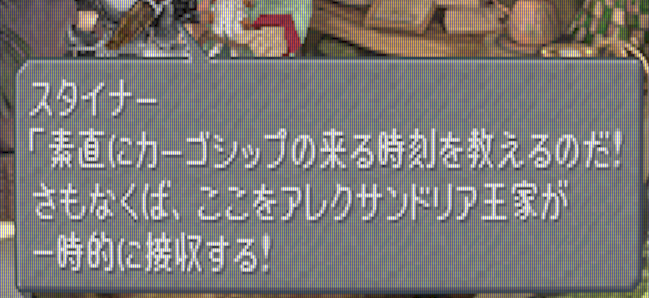 スタイナー
「素直にカーゴシップの来る時刻を教えるのだ!
さもなくば、ここをアレクサンドリア王家が
一時的に接収する!